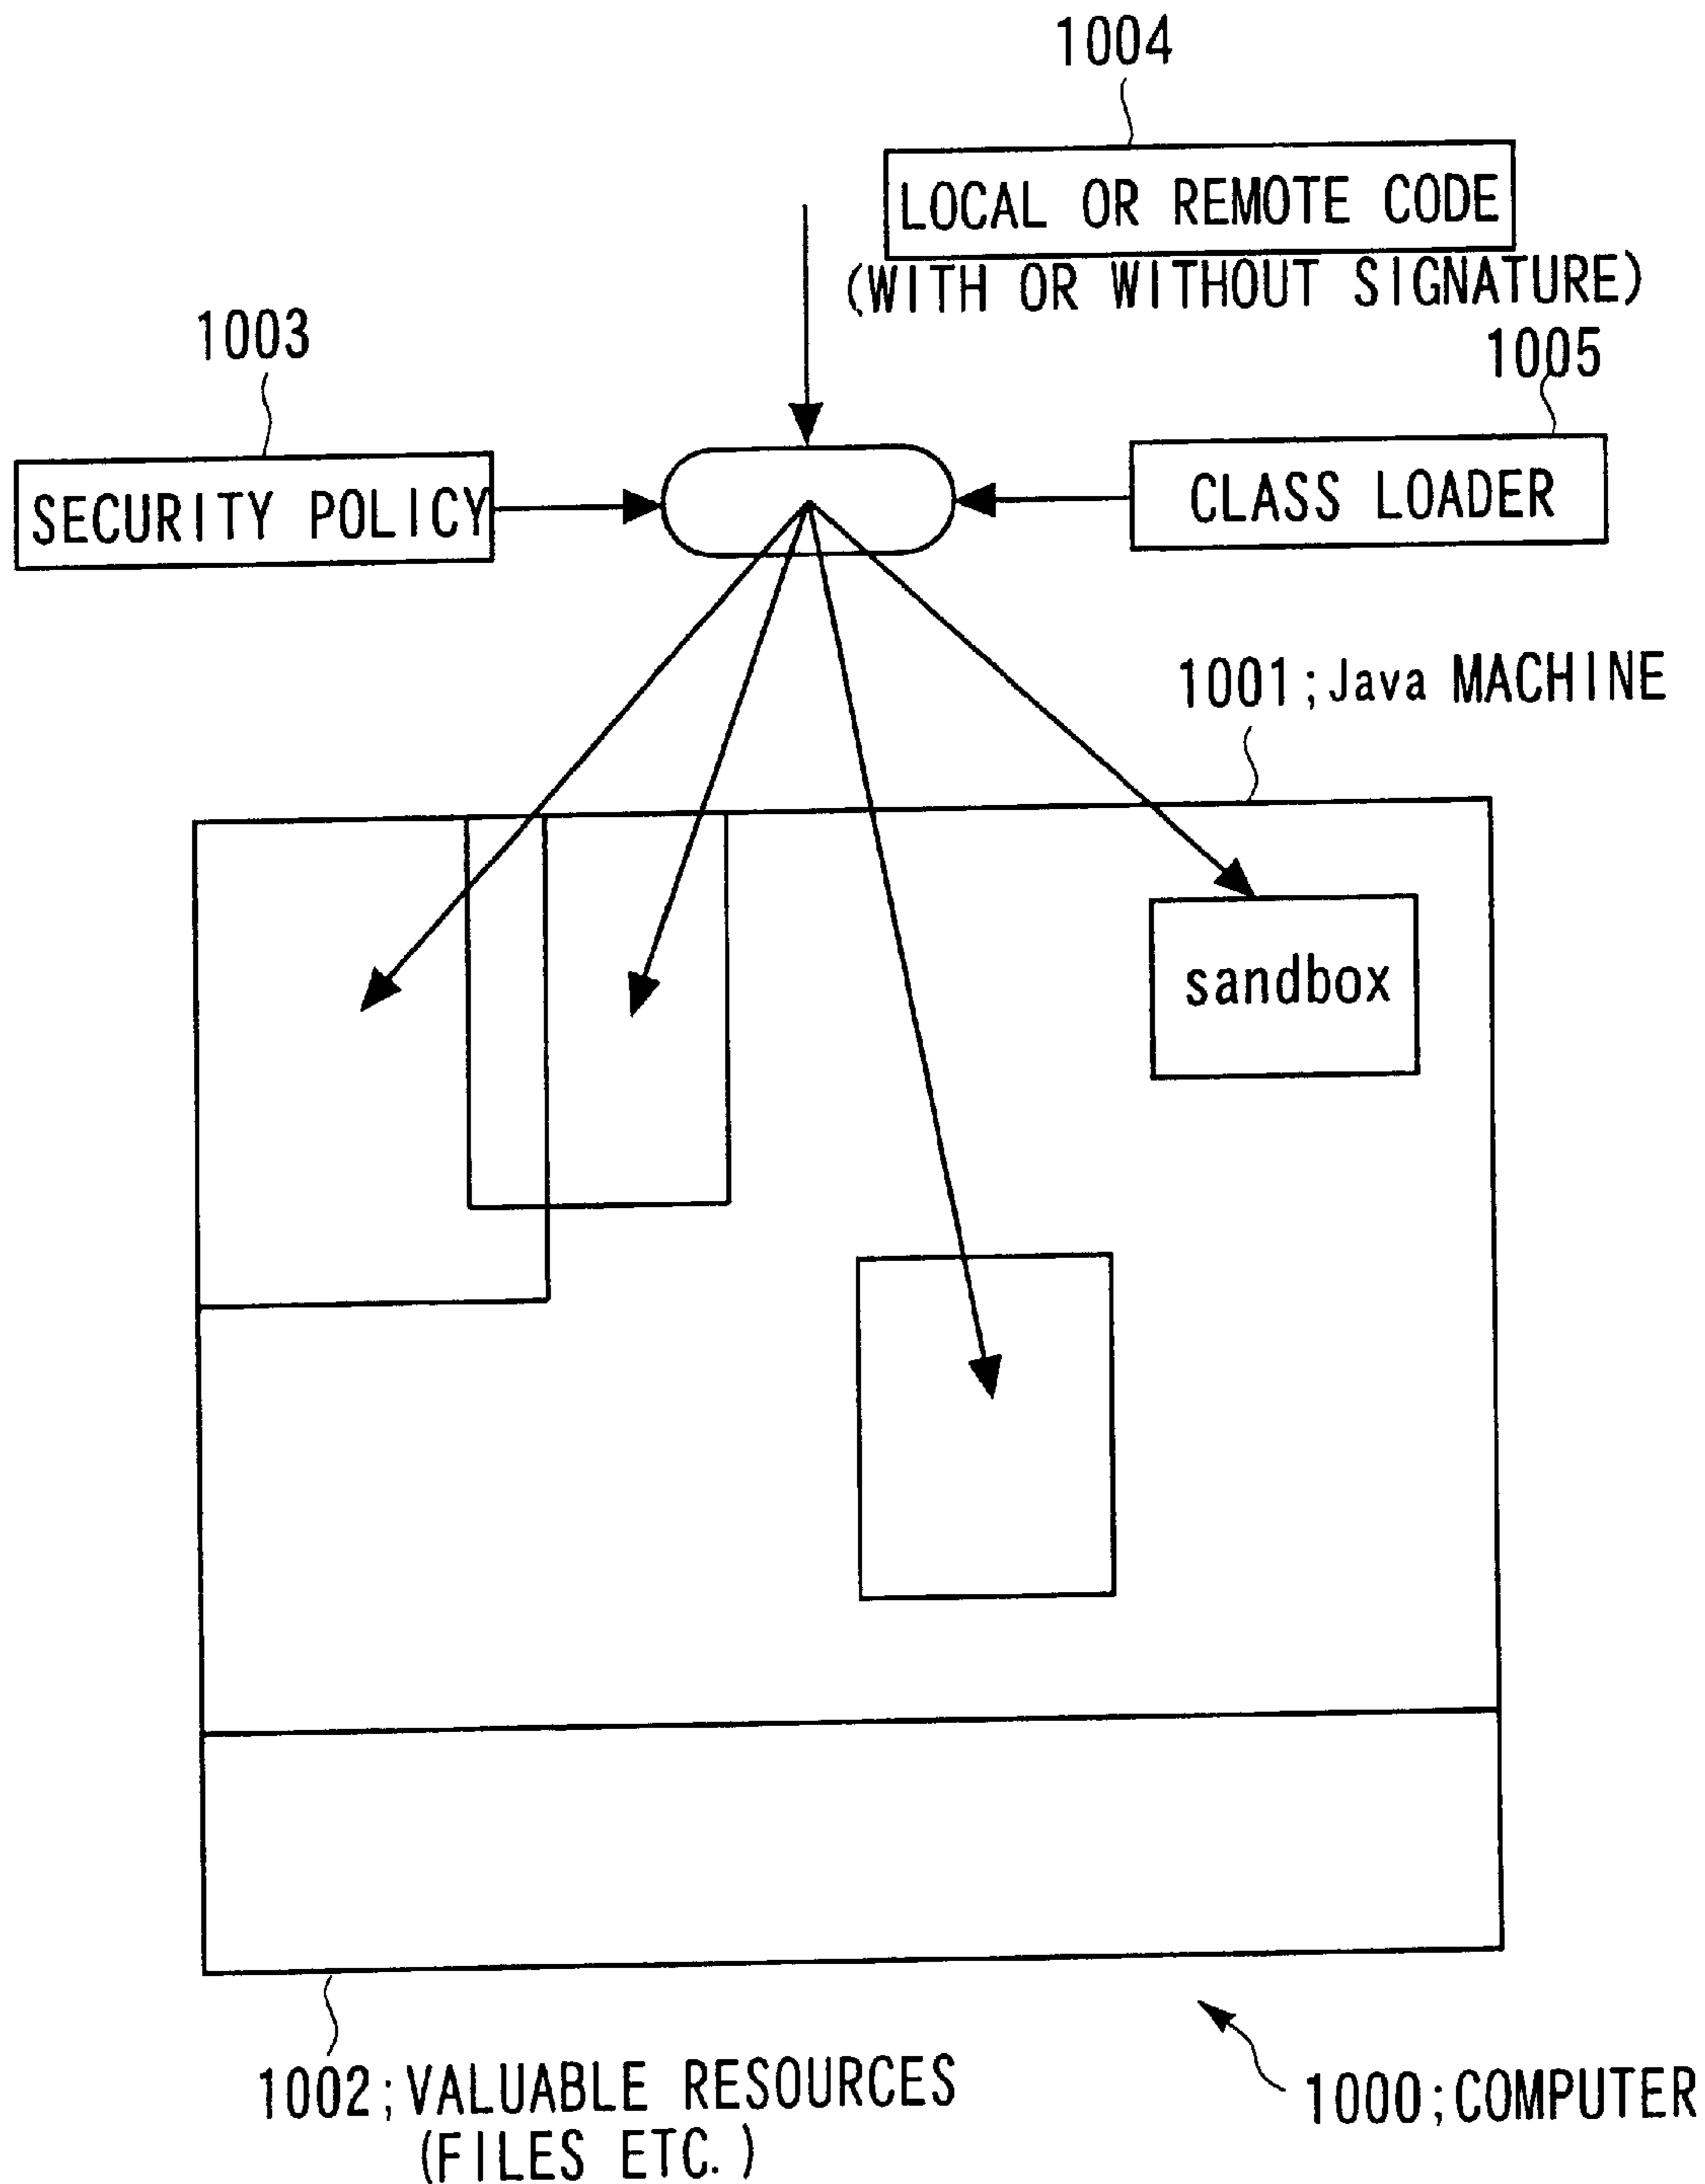 1004
LOCAL OR REMOTE CODE
(WITH OR WITHOUT SIGNATURE)
1003
1005
SECURITY POLICY
CLASS LOADER
1001;Java MACHINE
sandbox
1002;VALUABLE RESOURCES
(FILES ETC.)
1000;COMPUTER